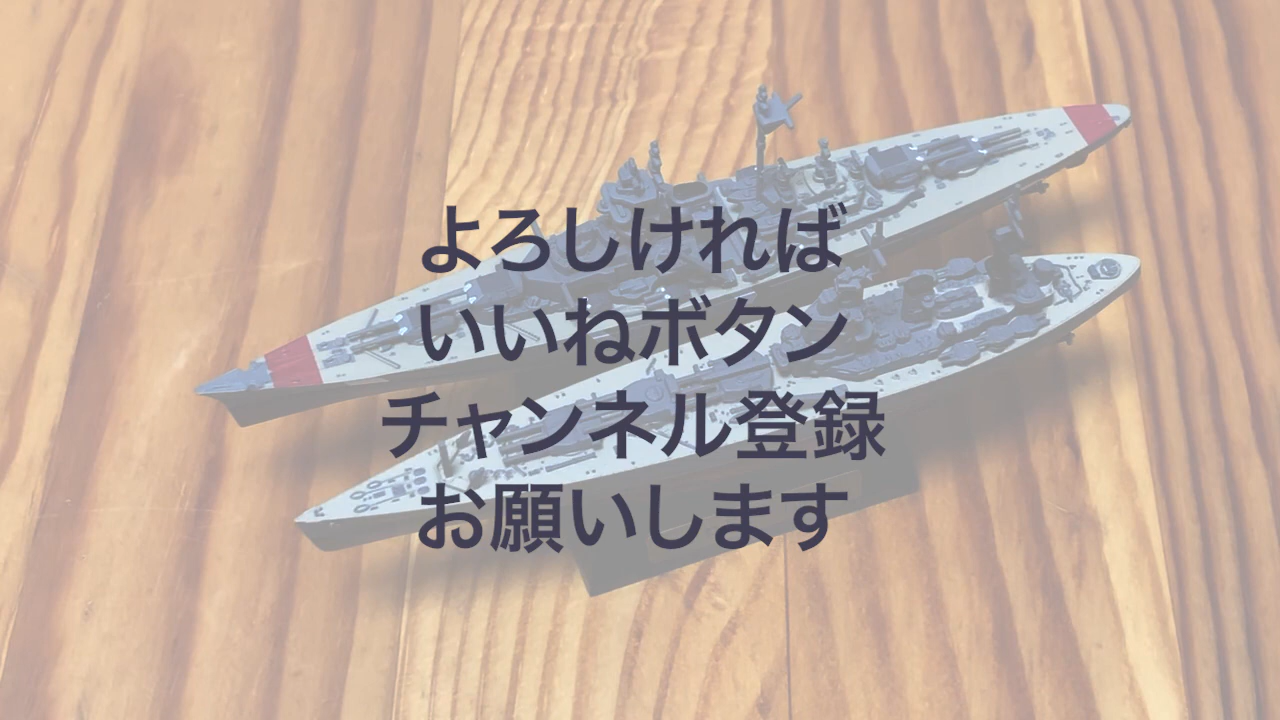 よろしければ
いいねボタン
チャンネル登録
お願いします